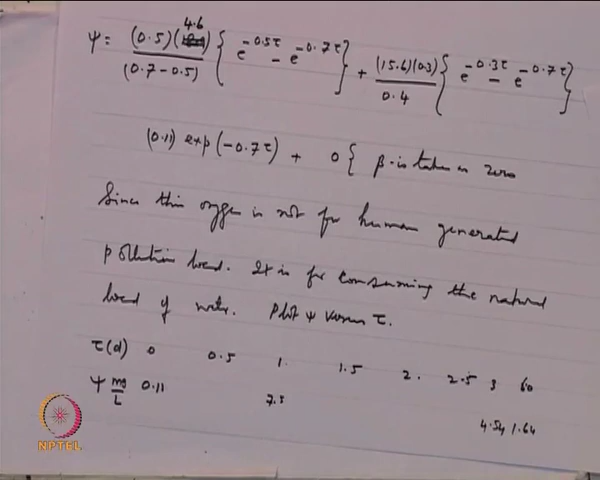 4.6
ψ = (0.5)( ) / (0.7 - 0.5) { e^-0.5τ - e^-0.7τ } + (15.6)(0.3) / 0.4 { e^-0.3τ - e^-0.7τ }
(0.11) exp(-0.7τ) + 0 { β is taken as zero
Since this oxygen is not for human generated
pollution load. It is for consuming the natural
load of water. Plot ψ versus τ.
τ(d) 0 0.5 1. 1.5 2. 2.5 3 60
ψ mg/L 0.11 7.5 4.54 1.64
NPTEL